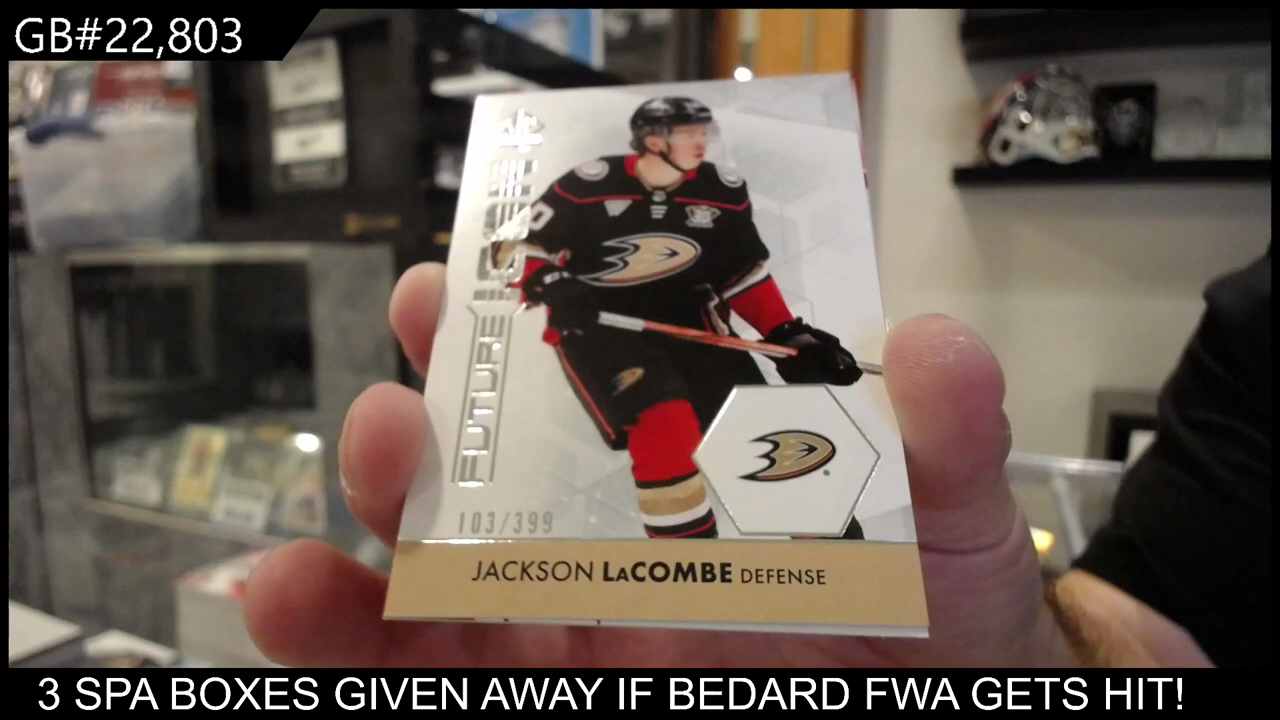 GB#22,803
FUTURE
103/399
JACKSON LaCOMBE DEFENSE
3 SPA BOXES GIVEN AWAY IF BEDARD FWA GETS HIT!